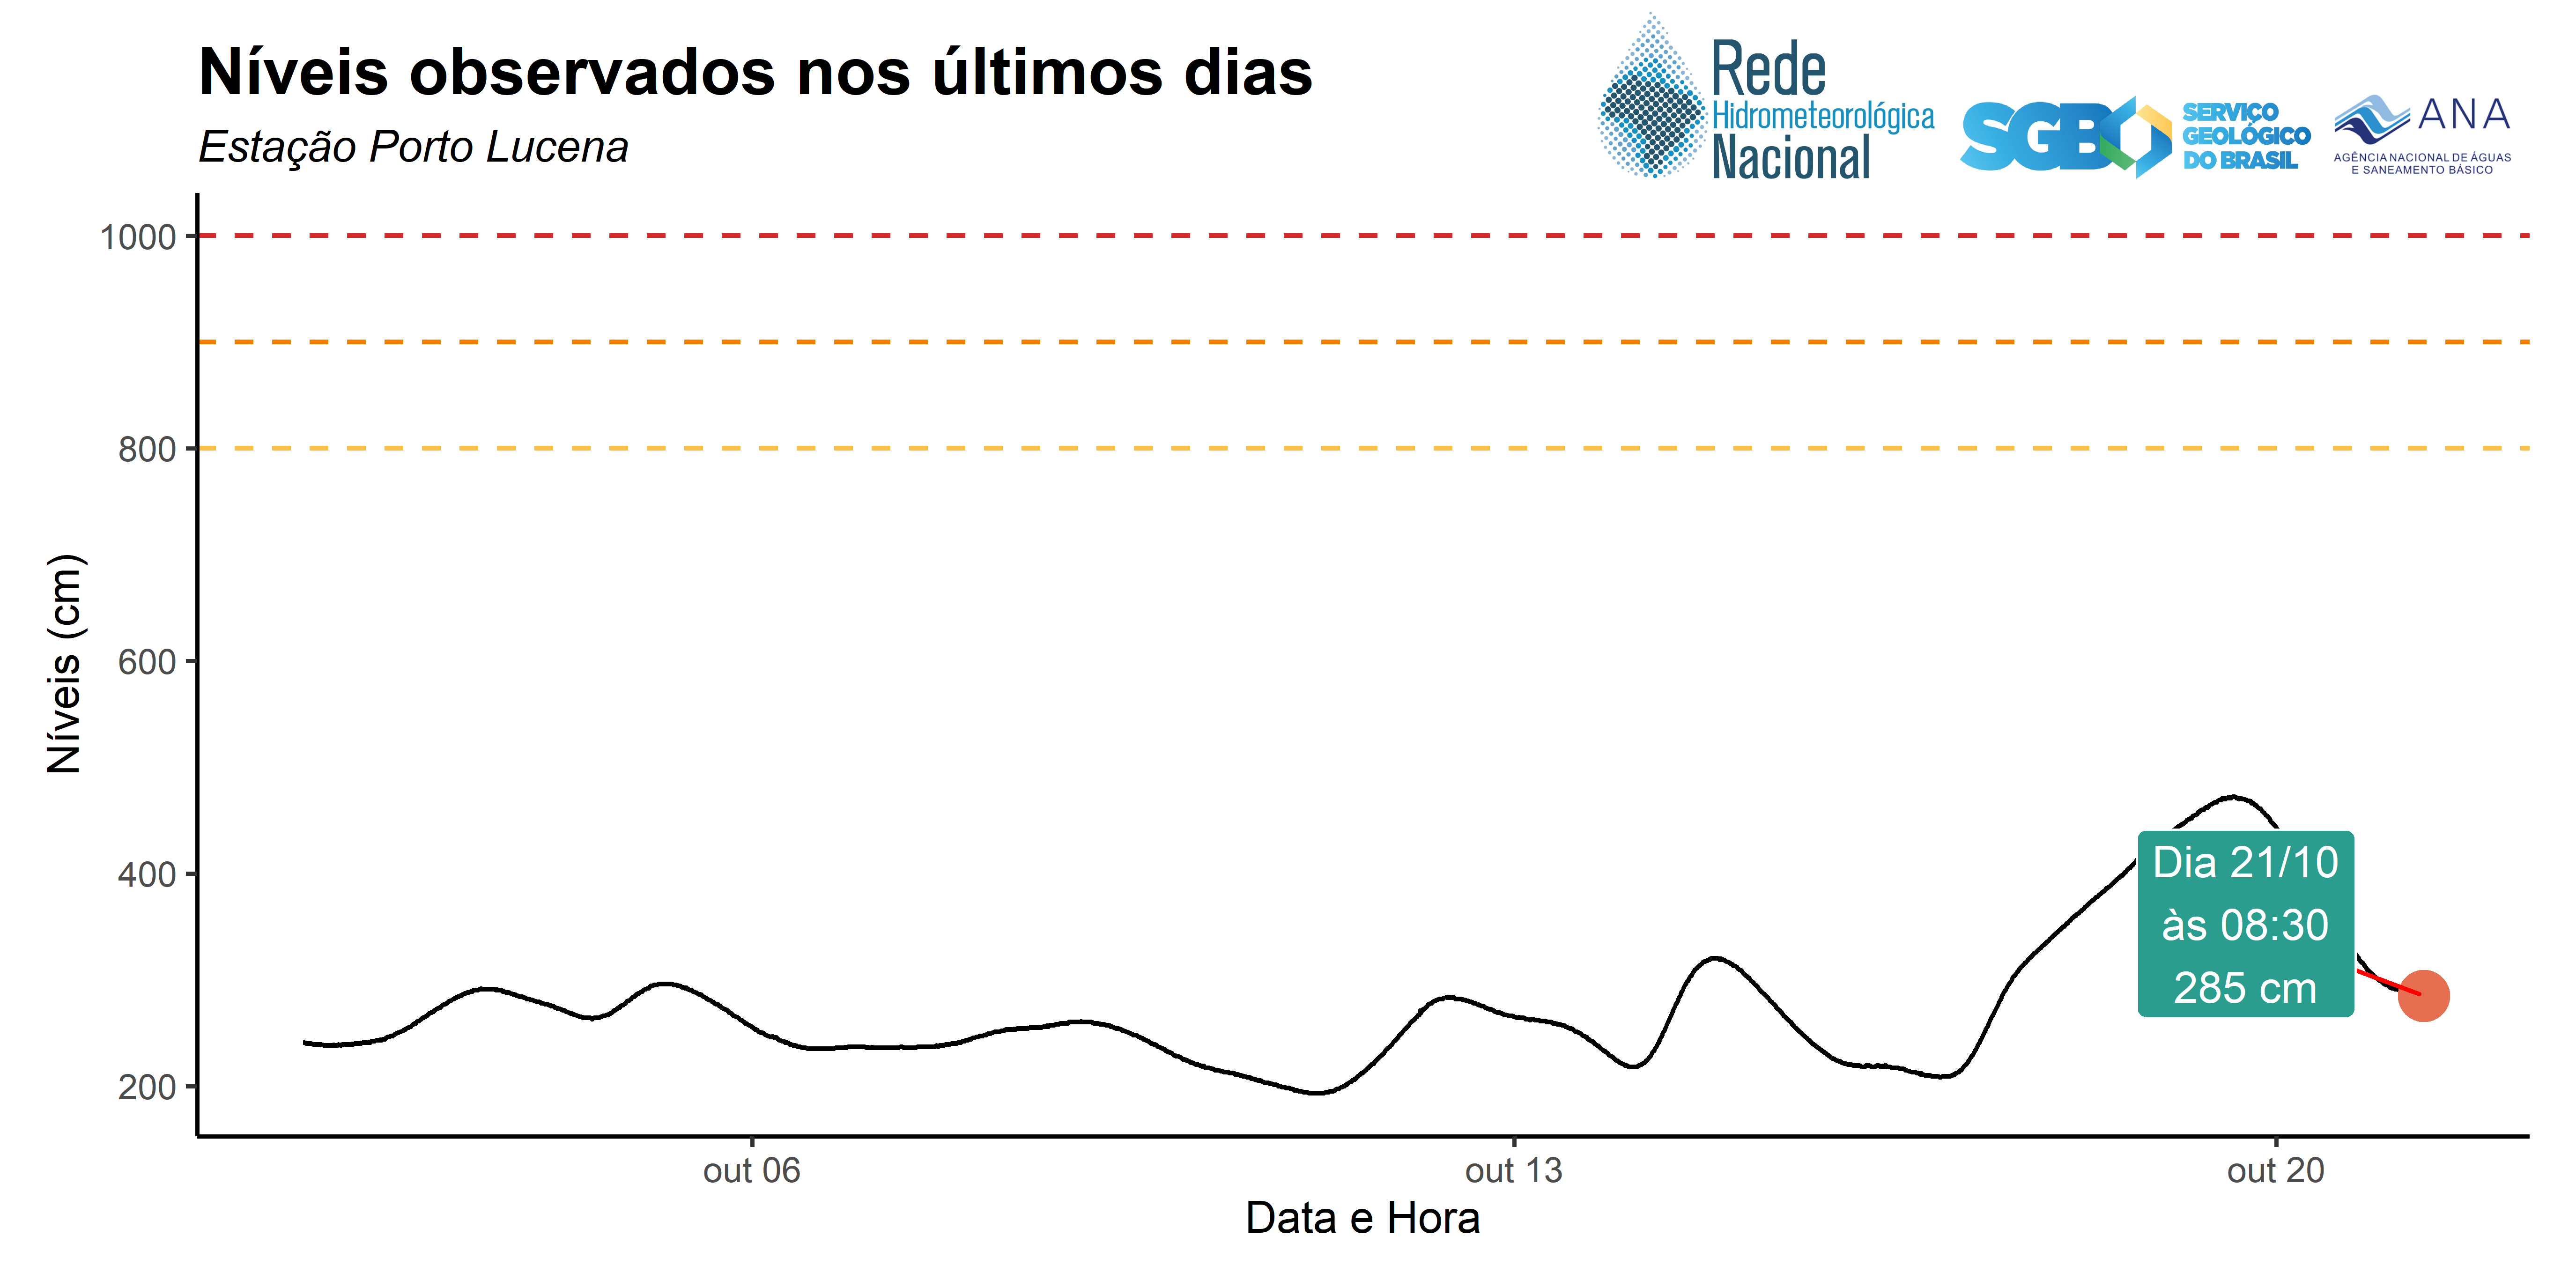 Níveis observados nos últimos dias
Estação Porto Lucena
Rede
Hidrometeorológica
Nacional
SGB
SERVIÇO
GEOLÓGICO
DO BRASIL
ANA
AGÊNCIA NACIONAL DE ÁGUAS
E SANEAMENTO BÁSICO
1000
800
600
400
200
Níveis (cm)
Dia 21/10
às 08:30
285 cm
out 06
out 13
out 20
Data e Hora